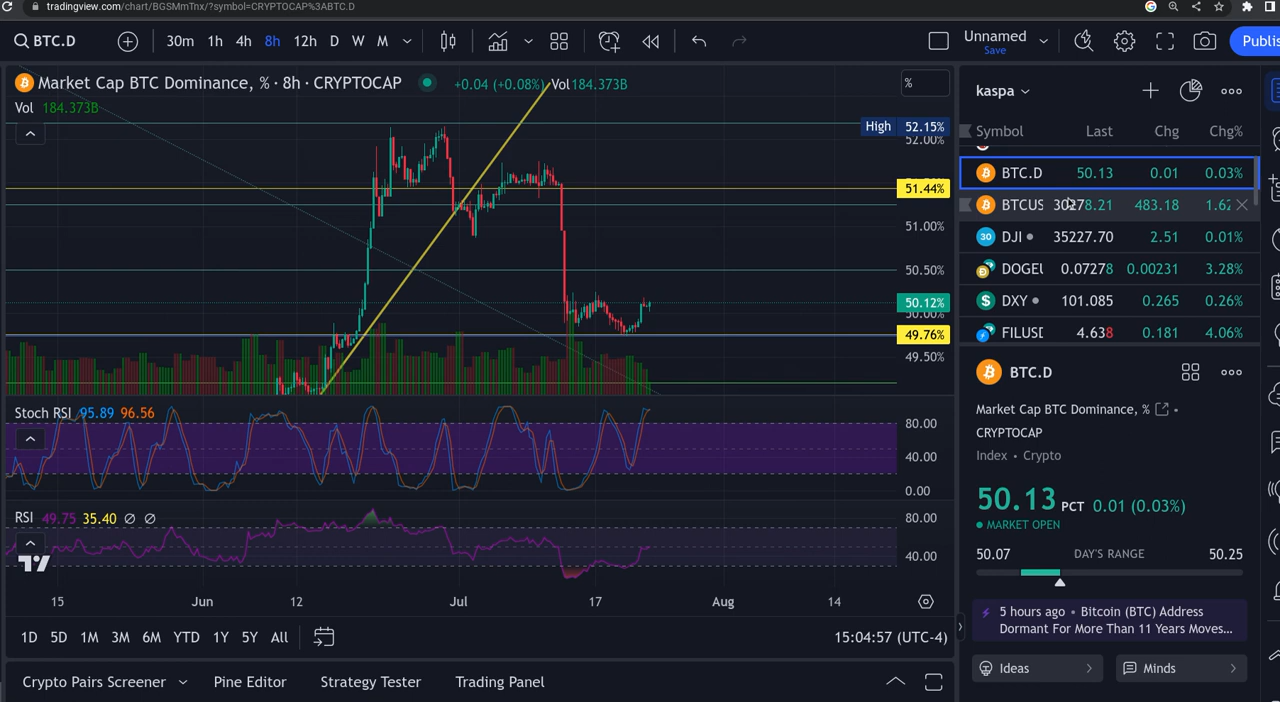 tradingview.com/chart/BGSMmTnx/?symbol=CRYPTOCAP%3ABTC.D
BTC.D 30m 1h 4h 8h 12h D W M Unnamed Save Publis
Market Cap BTC Dominance, % · 8h · CRYPTOCAP +0.04 (+0.08%) Vol 184.373B %
Vol 184.373B
High 52.15%
52.00%
51.44%
51.00%
50.50%
50.12%
50.00%
49.76%
49.50%
Stoch RSI 95.89 96.56
80.00
40.00
0.00
RSI 49.75 35.40 ∅ ∅
80.00
40.00
15 Jun 12 Jul 17 Aug 14
1D 5D 1M 3M 6M YTD 1Y 5Y All 15:04:57 (UTC-4)
Crypto Pairs Screener Pine Editor Strategy Tester Trading Panel
kaspa
Symbol Last Chg Chg%
BTC.D 50.13 0.01 0.03%
BTCUS 483.18 1.62
30 DJI 35227.70 2.51 0.01%
DOGEU 0.07278 0.00231 3.28%
$ DXY 101.085 0.265 0.26%
FILUSD 4.638 0.181 4.06%
BTC.D
Market Cap BTC Dominance, %
CRYPTOCAP
Index • Crypto
50.13 PCT 0.01 (0.03%)
MARKET OPEN
50.07 DAY'S RANGE 50.25
5 hours ago • Bitcoin (BTC) Address
Dormant For More Than 11 Years Moves...
Ideas Minds